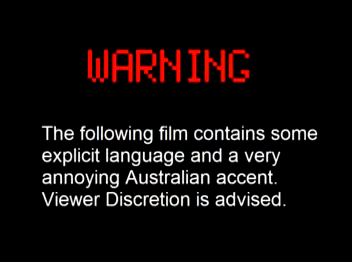 WARNING
The following film contains some
explicit language and a very
annoying Australian accent.
Viewer Discretion is advised.